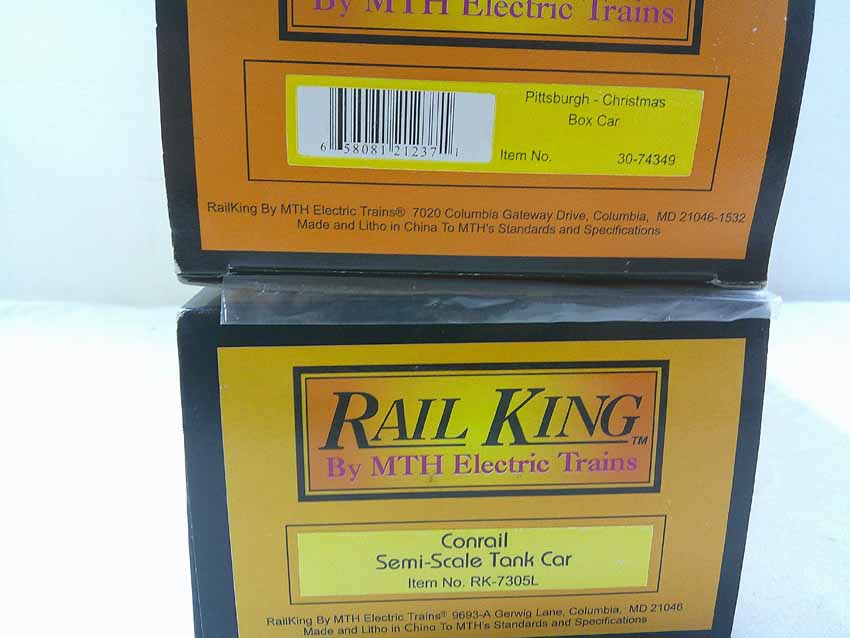 By MTH Electric Trains
Pittsburgh - Christmas
Box Car
6 58081 21237 1
Item No. 30-74349
RailKing By MTH Electric Trains® 7020 Columbia Gateway Drive, Columbia, MD 21046-1532
Made and Litho in China To MTH's Standards and Specifications
RAIL KING TM
By MTH Electric Trains
Conrail
Semi-Scale Tank Car
Item No. RK-7305L
RailKing By MTH Electric Trains® 9693-A Gerwig Lane, Columbia, MD 21046
Made and Litho in China To MTH's Standards and Specifications